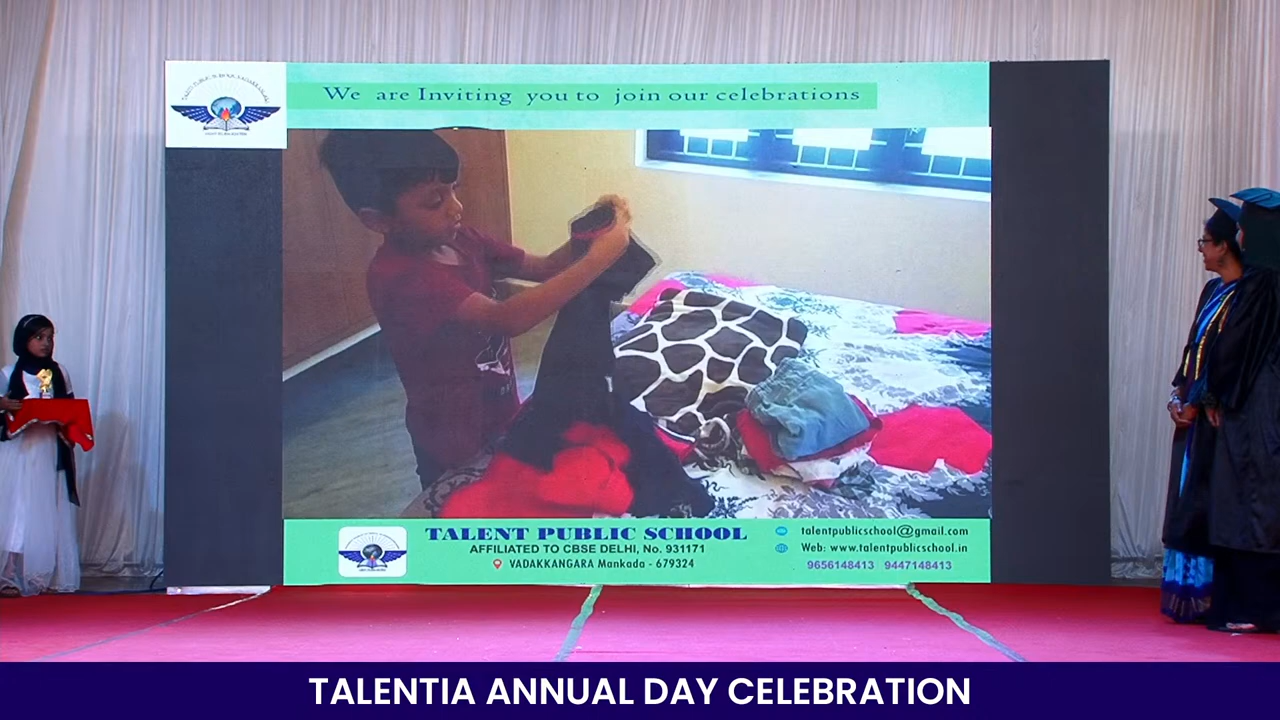 We are Inviting you to join our celebrations
TALENT PUBLIC SCHOOL
AFFILIATED TO CBSE DELHI, No. 931171
VADAKKANGARA Mankada - 679324
talentpublicschool@gmail.com
Web: www.talentpublicschool.in
9656148413 9447148413
TALENTIA ANNUAL DAY CELEBRATION